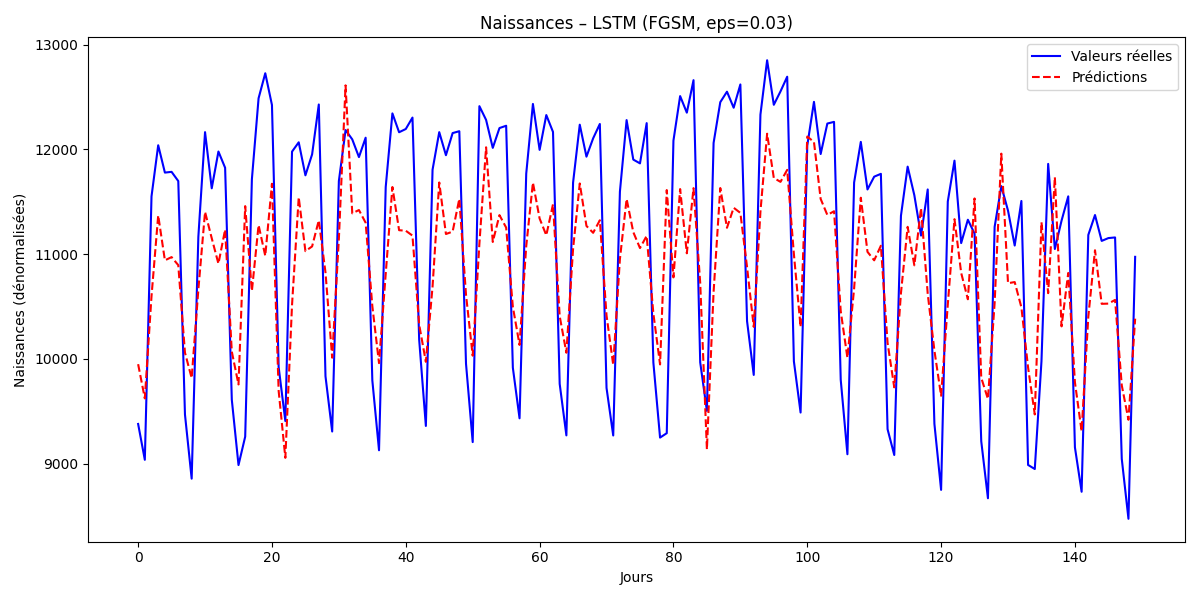 Naissances – LSTM (FGSM, eps=0.03)
Valeurs réelles
Prédictions
Naissances (dénormalisées)
13000
12000
11000
10000
9000
0 20 40 60 80 100 120 140
Jours